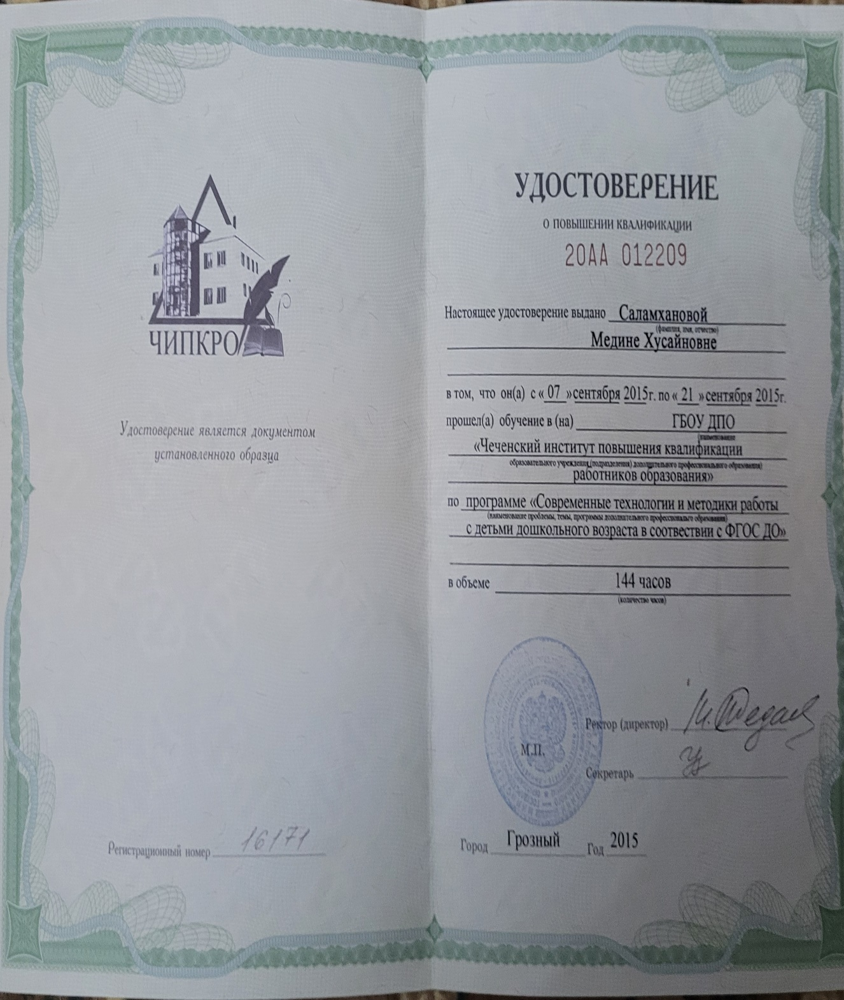 ЧИПКРО
Удостоверение является документом
установленного образца
Регистрационный номер 16171
УДОСТОВЕРЕНИЕ
О ПОВЫШЕНИИ КВАЛИФИКАЦИИ
20АА 012209
Настоящее удостоверение выдано Саламхановой
(фамилия, имя, отчество)
Медине Хусайновне
в том, что он(а) с « 07 » сентября 2015г. по « 21 » сентября 2015г.
прошел(а) обучение в (на) ГБОУ ДПО
(наименование
«Чеченский институт повышения квалификации
образовательного учреждения (подразделения) дополнительного профессионального образования)
работников образования»
по программе «Современные технологии и методики работы
(наименование проблемы, темы, программы дополнительного профессионального образования)
с детьми дошкольного возраста в соотвествии с ФГОС ДО»
в объеме 144 часов
(количество часов)
Ректор (директор)
М.П.
Секретарь
Город Грозный Год 2015